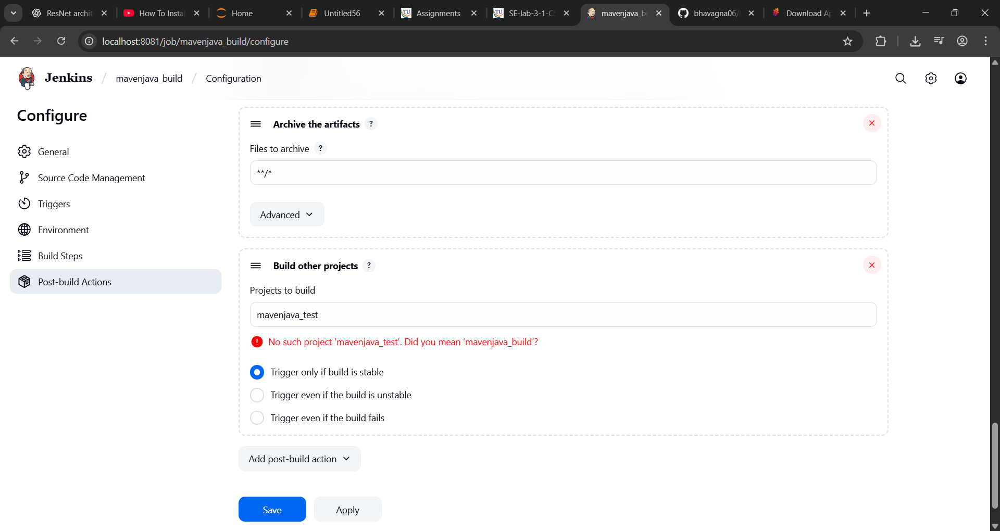 ResNet archit
How To Insta
Home
Untitled56
Assignments
SE-lab-3-1-CS
mavenjava_b
bhavagna06/
Download Ap
localhost:8081/job/mavenjava_build/configure
Jenkins / mavenjava_build / Configuration
Configure
General
Source Code Management
Triggers
Environment
Build Steps
Post-build Actions
Archive the artifacts ?
Files to archive ?
**/*
Advanced
Build other projects ?
Projects to build
mavenjava_test
No such project ‘mavenjava_test’. Did you mean ‘mavenjava_build’?
Trigger only if build is stable
Trigger even if the build is unstable
Trigger even if the build fails
Add post-build action
Save
Apply